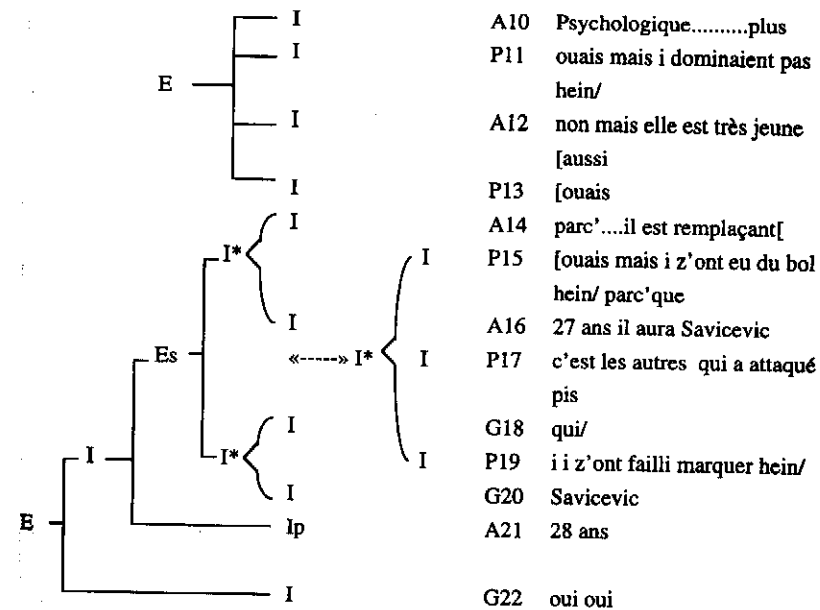 I A10 Psychologique..........plus
I P11 ouais mais i dominaient pas
hein/
E
I A12 non mais elle est très jeune
[aussi
I P13 [ouais
I A14 parc'....il est remplaçant[
I* I P15 [ouais mais i z'ont eu du bol
hein/ parc'que
I A16 27 ans il aura Savicevic
Es «-----» I* I P17 c'est les autres qui a attaqué
pis
I G18 qui/
I I* I P19 i i z'ont failli marquer hein/
I G20 Savicevic
E Ip A21 28 ans
I G22 oui oui